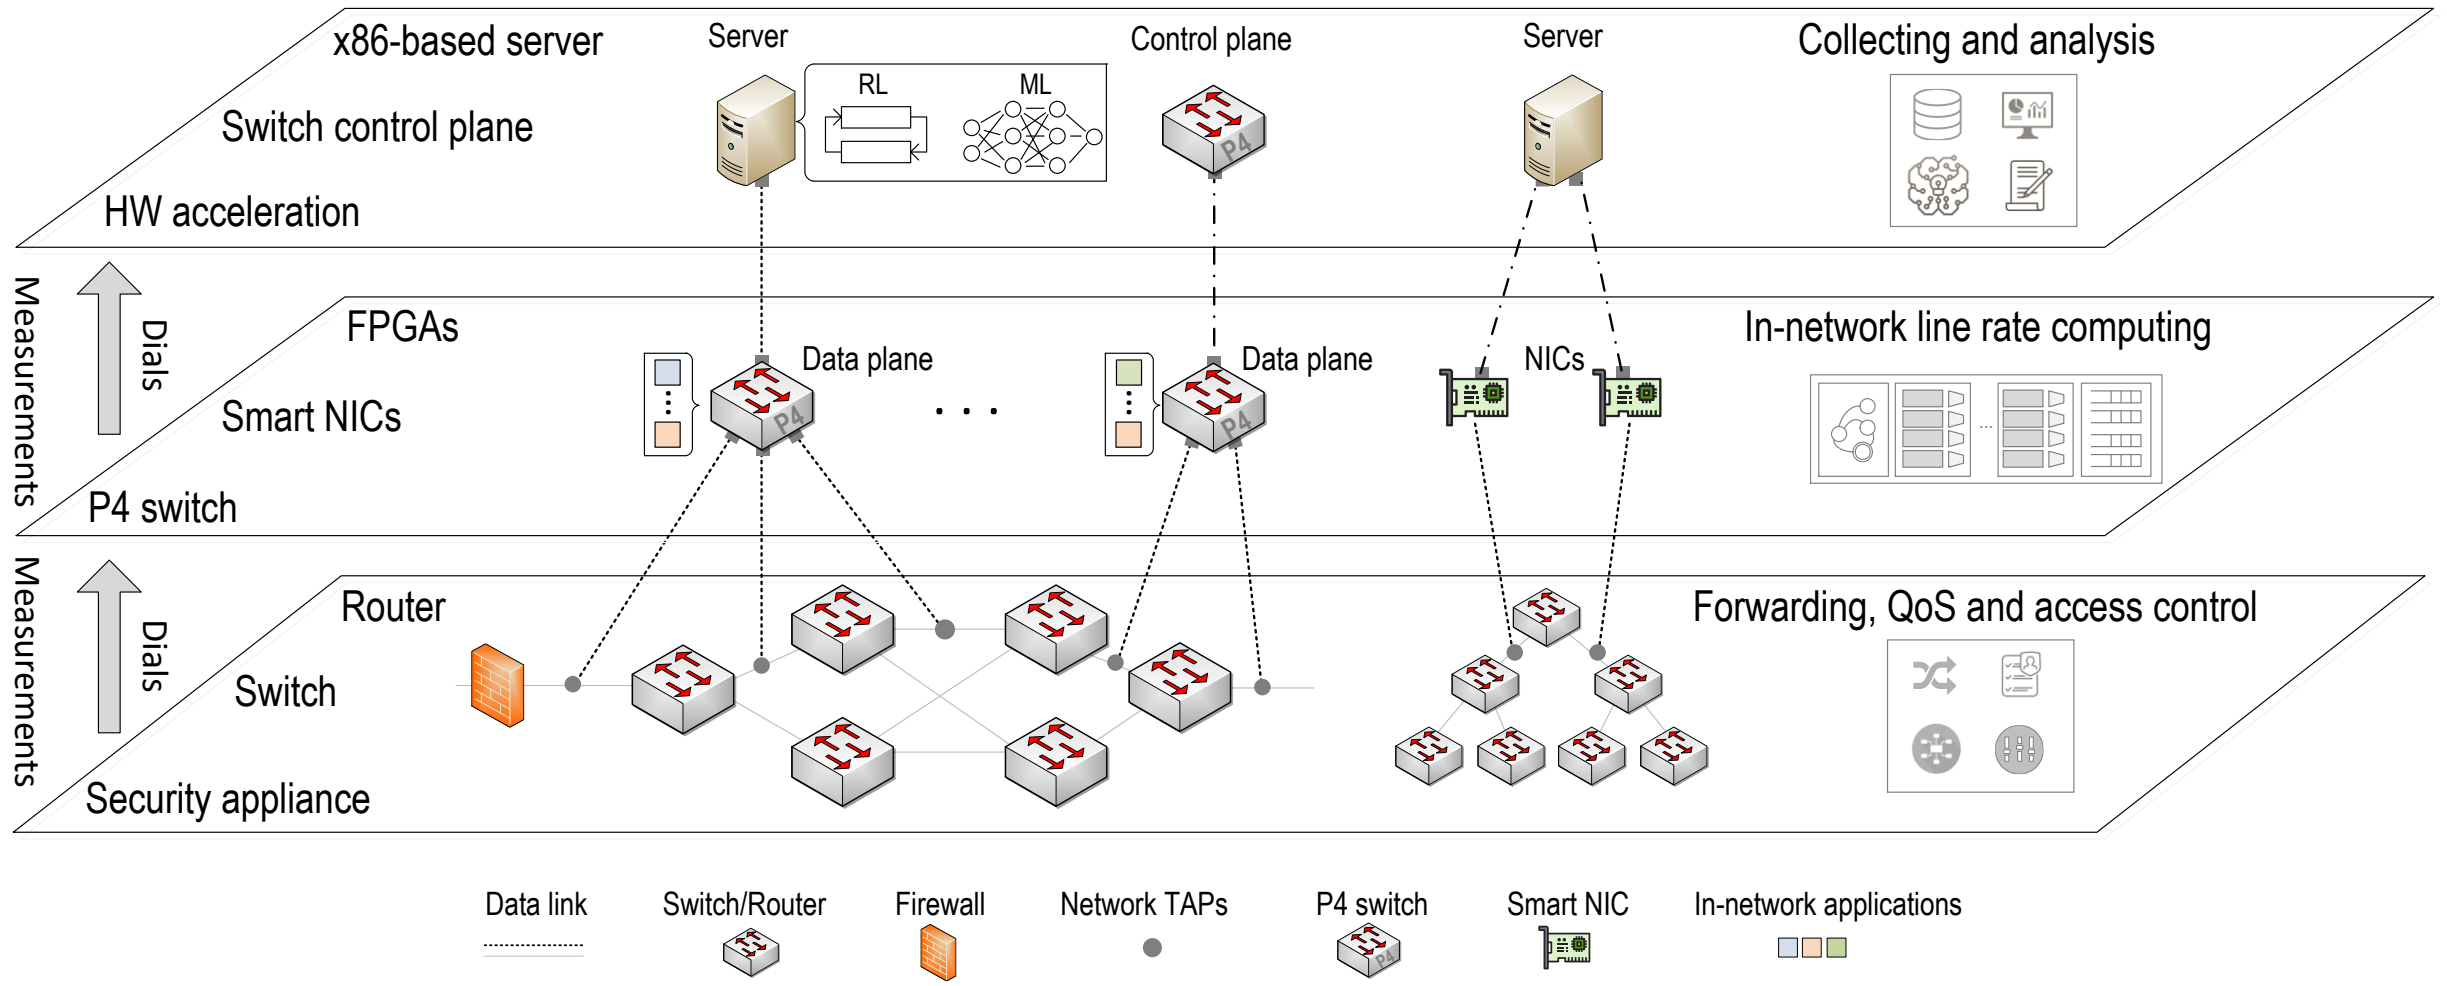 x86-based server
Server
Control plane
Server
Collecting and analysis
RL
ML
Switch control plane
P4
HW acceleration
Measurements
Dials
FPGAs
In-network line rate computing
Data plane
Data plane
NICs
Smart NICs
P4
. . .
P4
...
P4 switch
Measurements
Dials
Router
Forwarding, QoS and access control
Switch
Security appliance
Data link
Switch/Router
Firewall
Network TAPs
P4 switch
Smart NIC
In-network applications
P4